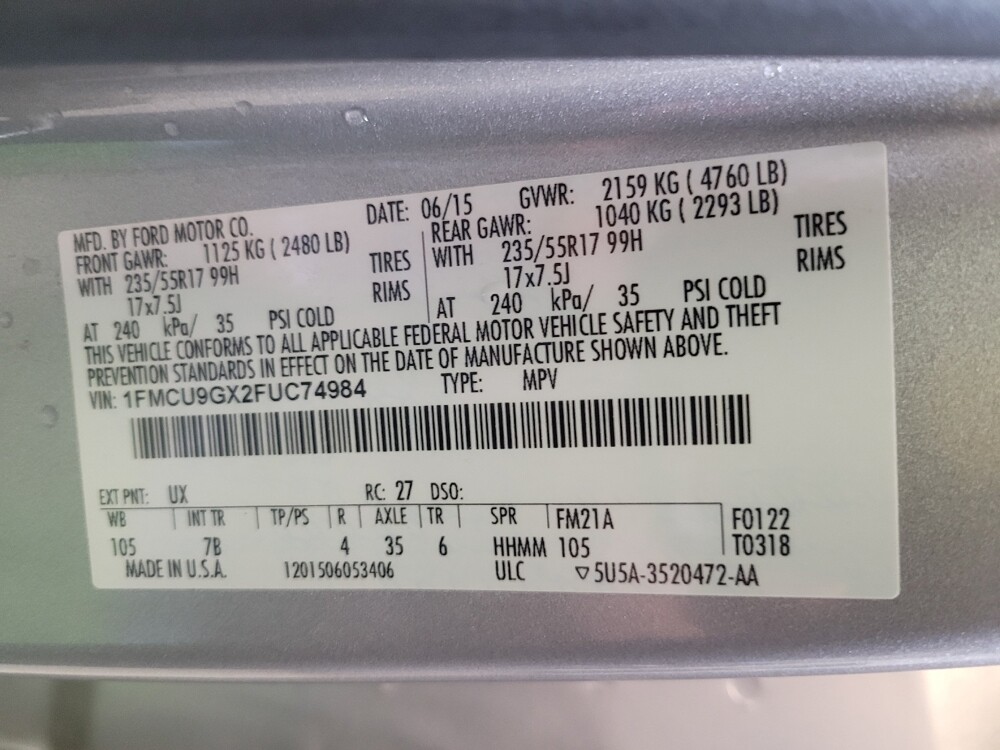 MFD. BY FORD MOTOR CO. DATE: 06/15 GVWR: 2159 KG ( 4760 LB)
FRONT GAWR: 1125 KG ( 2480 LB) REAR GAWR: 1040 KG ( 2293 LB)
WITH 235/55R17 99H TIRES WITH 235/55R17 99H TIRES
17x7.5J RIMS 17x7.5J RIMS
AT 240 kPa/ 35 PSI COLD AT 240 kPa/ 35 PSI COLD
THIS VEHICLE CONFORMS TO ALL APPLICABLE FEDERAL MOTOR VEHICLE SAFETY AND THEFT
PREVENTION STANDARDS IN EFFECT ON THE DATE OF MANUFACTURE SHOWN ABOVE.
VIN: 1FMCU9GX2FUC74984 TYPE: MPV
EXT PNT: UX RC: 27 DSO:
WB INT TR TP/PS R AXLE TR SPR FM21A F0122
105 7B 4 35 6 HHMM 105 T0318
MADE IN U.S.A. 1201506053406 ULC ▽5U5A-3520472-AA